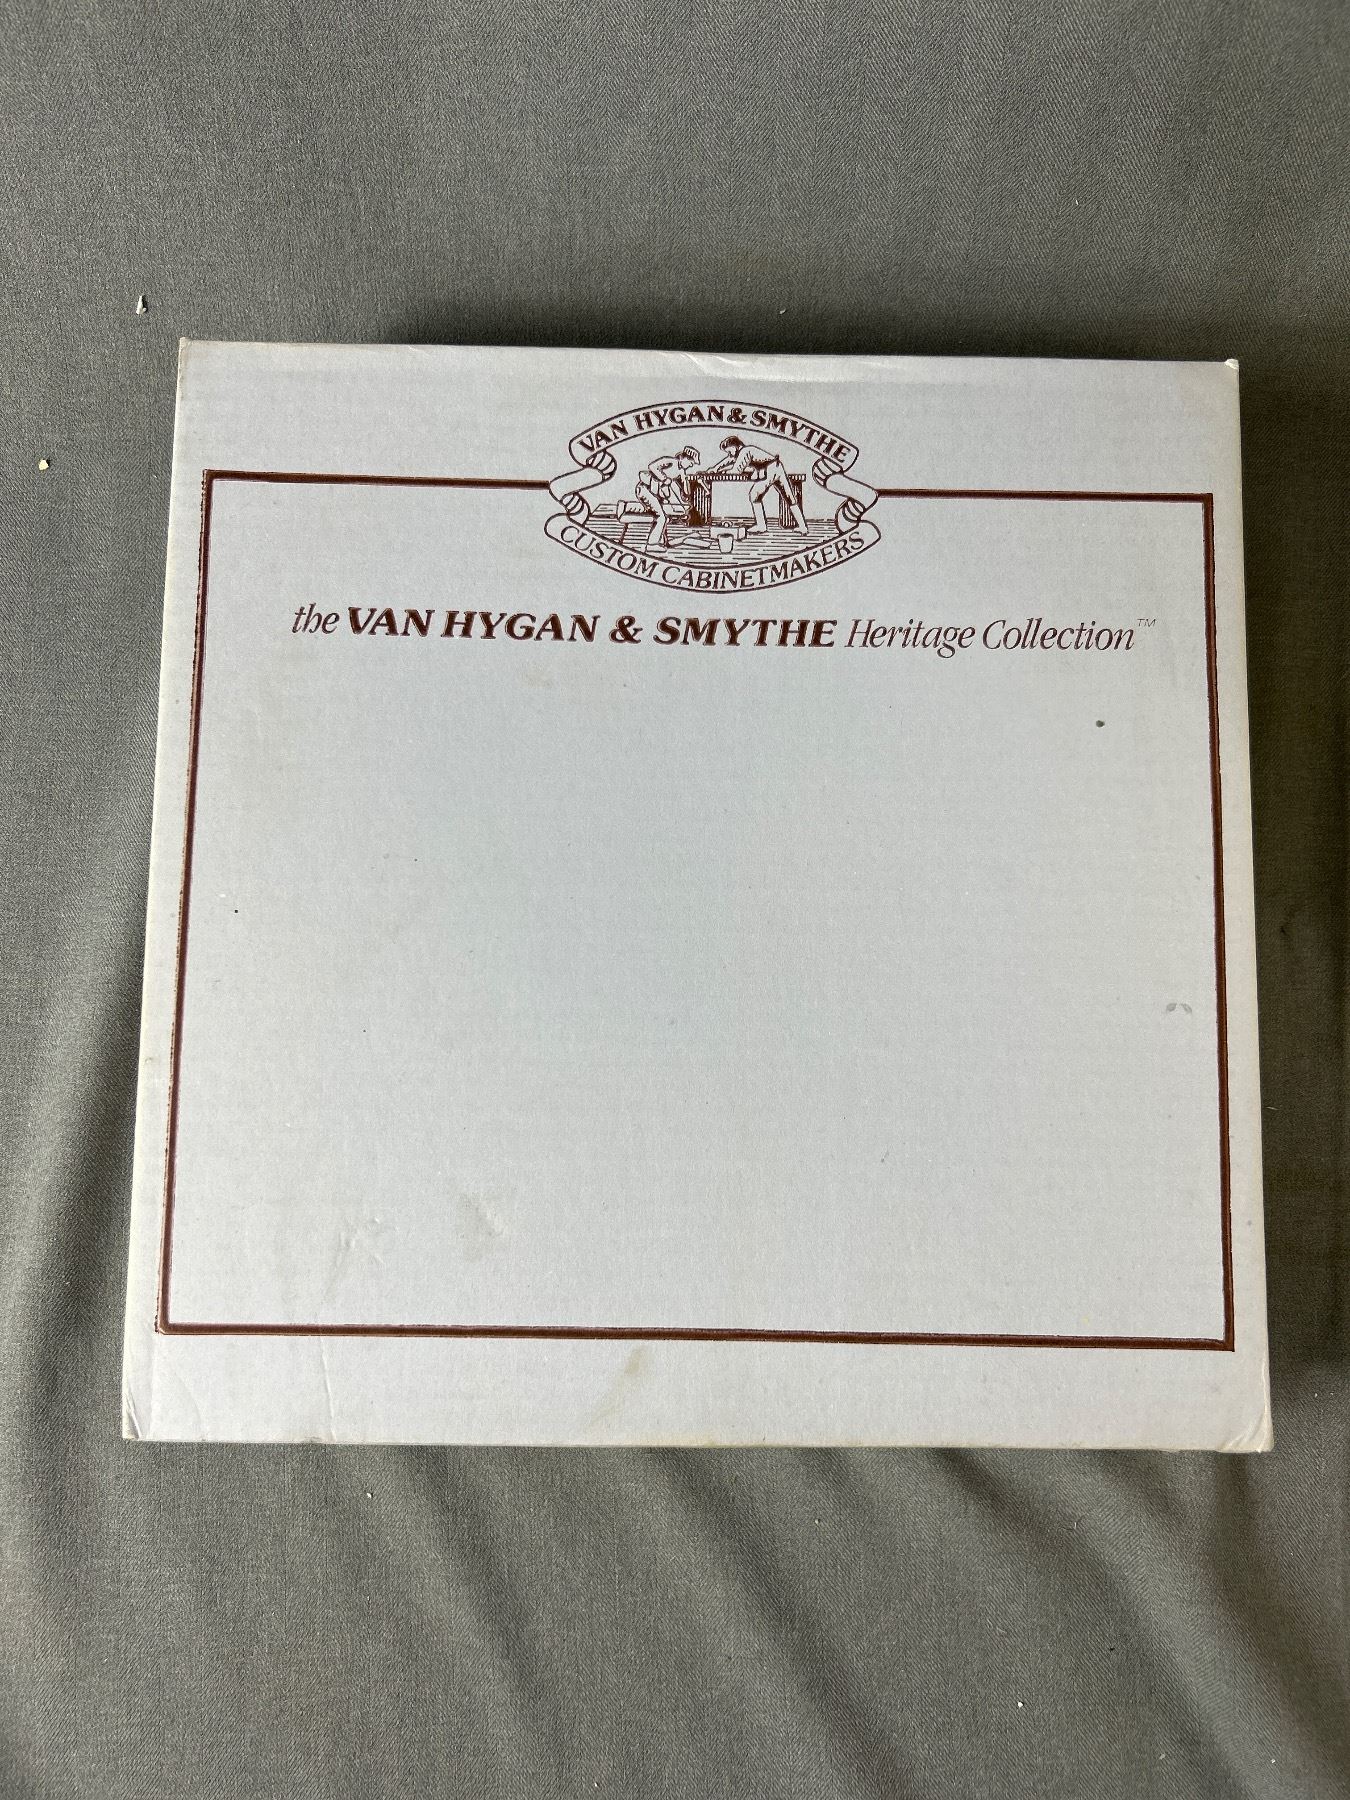 VAN HYGAN & SMYTHE
CUSTOM CABINETMAKERS
the VAN HYGAN & SMYTHE Heritage Collection™